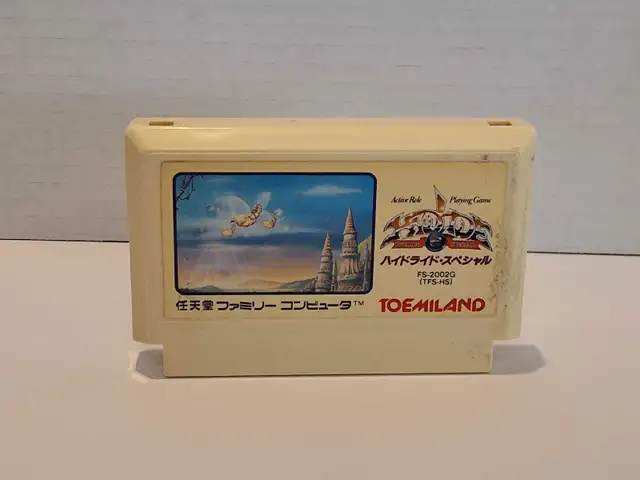 Active Role Playing Game
ハイドライド・スペシャル
FS-2002G
(TFS-HS)
任天堂 ファミリー コンピュータ™
TOEMILAND